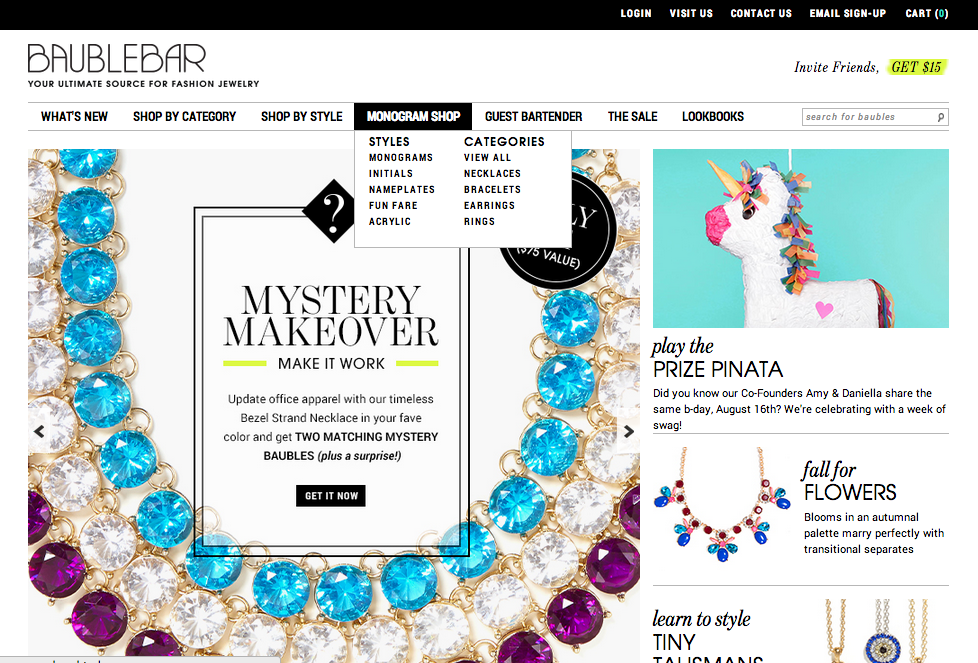 LOGIN VISIT US CONTACT US EMAIL SIGN-UP CART (0)
BAUBLEBAR
YOUR ULTIMATE SOURCE FOR FASHION JEWELRY
Invite Friends, GET $15
WHAT'S NEW SHOP BY CATEGORY SHOP BY STYLE MONOGRAM SHOP GUEST BARTENDER THE SALE LOOKBOOKS
search for baubles
STYLES
MONOGRAMS
INITIALS
NAMEPLATES
FUN FARE
ACRYLIC
CATEGORIES
VIEW ALL
NECKLACES
BRACELETS
EARRINGS
RINGS
($75 VALUE)
?
MYSTERY
MAKEOVER
MAKE IT WORK
Update office apparel with our timeless
Bezel Strand Necklace in your fave
color and get TWO MATCHING MYSTERY
BAUBLES (plus a surprise!)
GET IT NOW
play the
PRIZE PINATA
Did you know our Co-Founders Amy & Daniella share the
same b-day, August 16th? We're celebrating with a week of
swag!
fall for
FLOWERS
Blooms in an autumnal
palette marry perfectly with
transitional separates
learn to style
TINY
TALISMANS